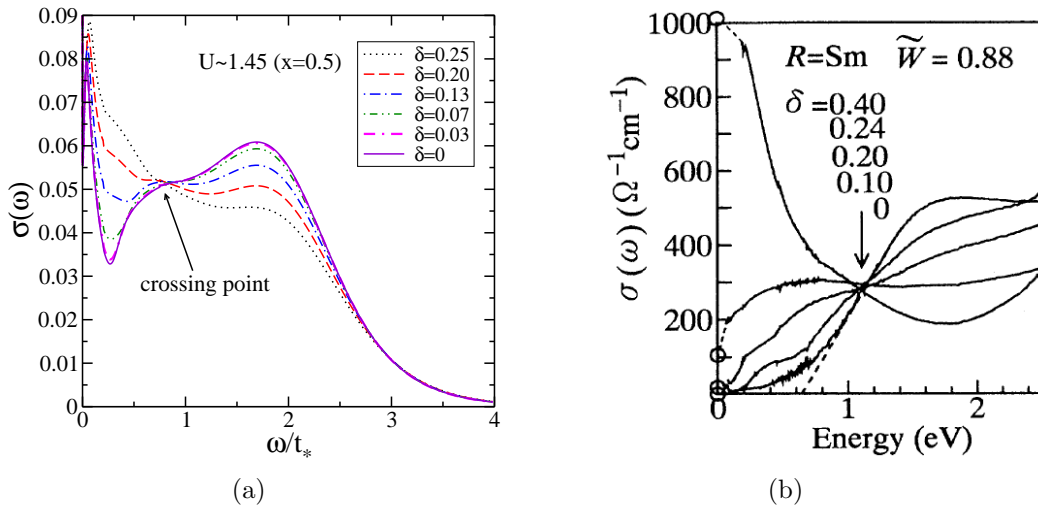 0.09
0.08
0.07
0.06
0.05
0.04
0.03
0.02
0.01
0
σ(ω)
U~1.45 (x=0.5)
δ=0.25
δ=0.20
δ=0.13
δ=0.07
δ=0.03
δ=0
crossing point
0 1 2 3 4
ω/t*
(a)
1000
800
600
400
200
σ(ω)(Ω⁻¹cm⁻¹)
R=Sm W̃ = 0.88
δ =0.40
0.24
0.20
0.10
0
0 1 2
Energy (eV)
(b)